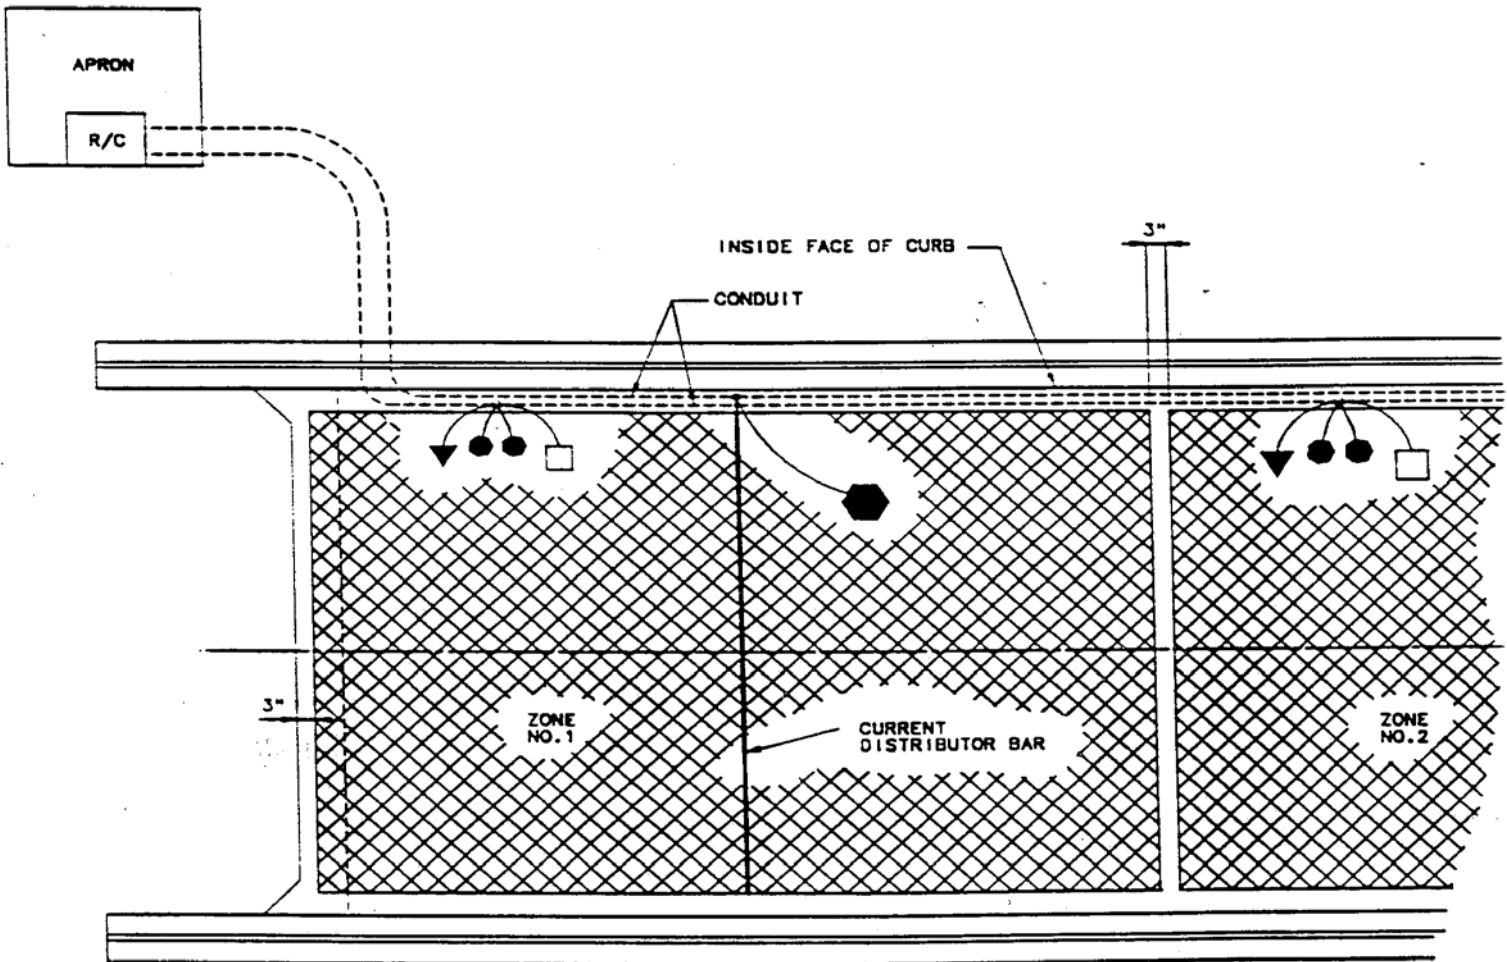 APRON
R/C
3"
INSIDE FACE OF CURB
CONDUIT
3"
ZONE
NO.1
CURRENT
DISTRIBUTOR BAR
ZONE
NO.2